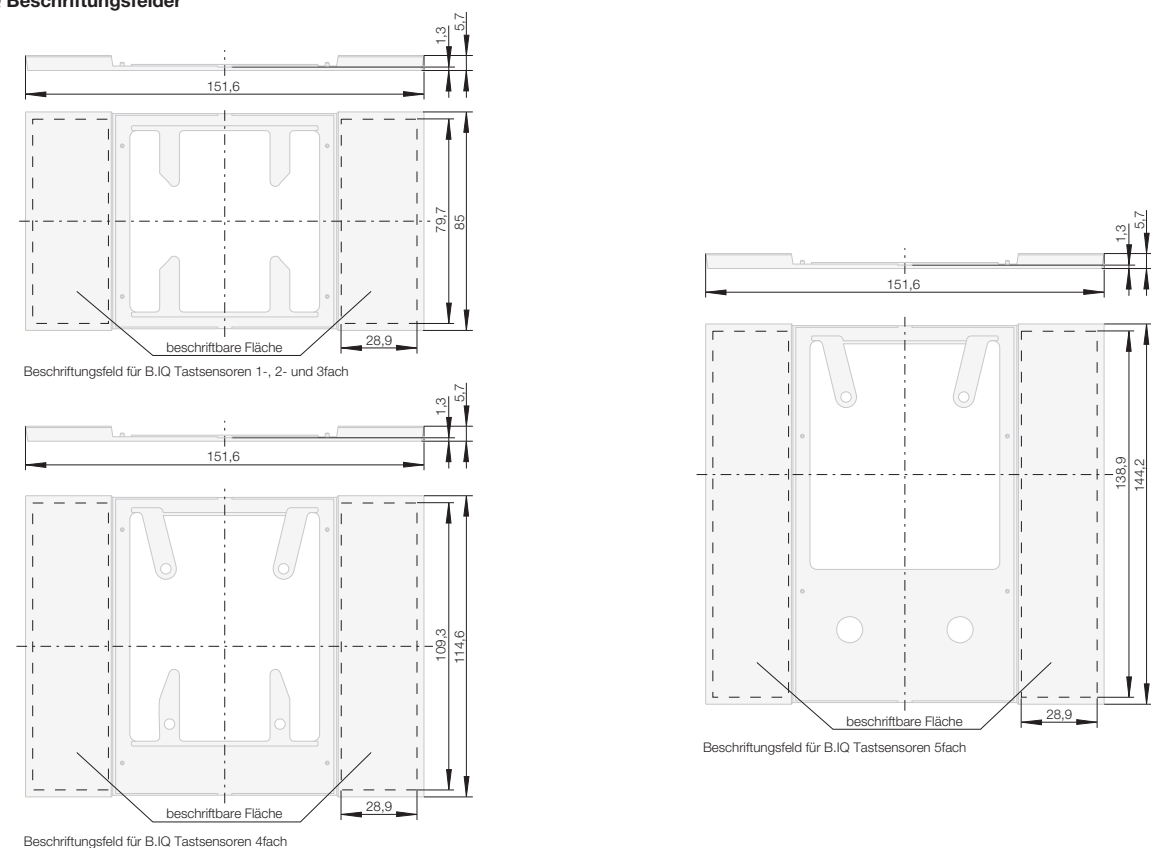 Beschriftungsfelder
1,3
5,7
151,6
79,7
85
beschriftbare Fläche
28,9
Beschriftungsfeld für B.IQ Tastsensoren 1-, 2- und 3fach
1,3
5,7
151,6
109,3
114,6
beschriftbare Fläche
28,9
Beschriftungsfeld für B.IQ Tastsensoren 4fach
1,3
5,7
151,6
138,9
144,2
beschriftbare Fläche
28,9
Beschriftungsfeld für B.IQ Tastsensoren 5fach